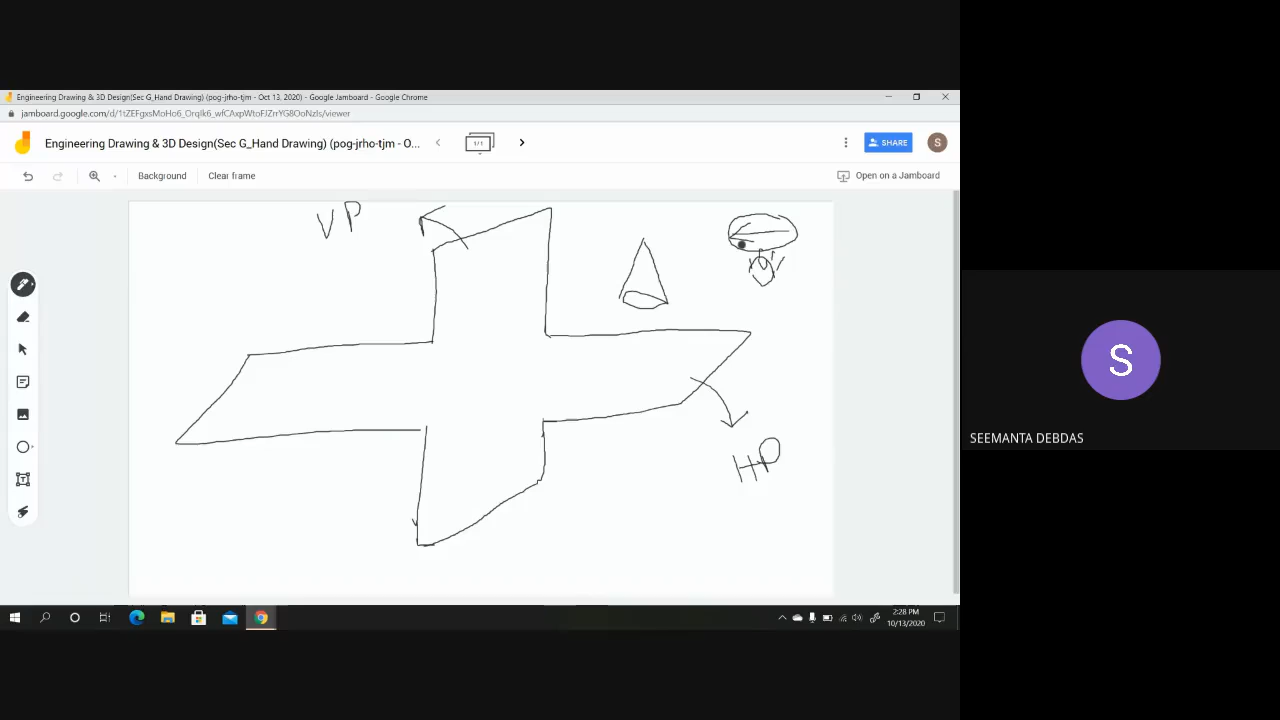 Engineering Drawing & 3D Design(Sec G_Hand Drawing) (pog-jrho-tjm - Oct 13, 2020) - Google Jamboard - Google Chrome
Engineering Drawing & 3D Design(Sec G_Hand Drawing) (pog-jrho-tjm - O...
1/1
SHARE
S
Background
Clear frame
Open on a Jamboard
VP
HP
S
SEEMANTA DEBDAS
2:28 PM
10/13/2020